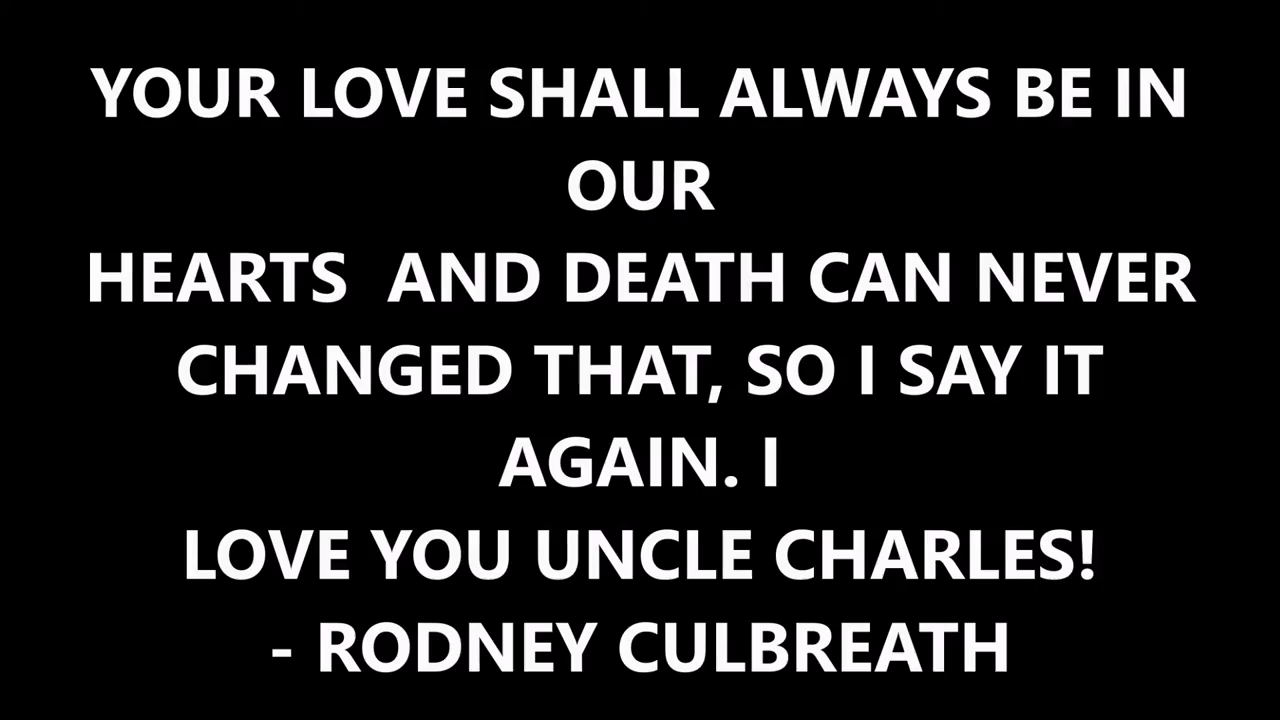 YOUR LOVE SHALL ALWAYS BE IN
OUR
HEARTS  AND DEATH CAN NEVER
CHANGED THAT, SO I SAY IT
AGAIN. I
LOVE YOU UNCLE CHARLES!
- RODNEY CULBREATH